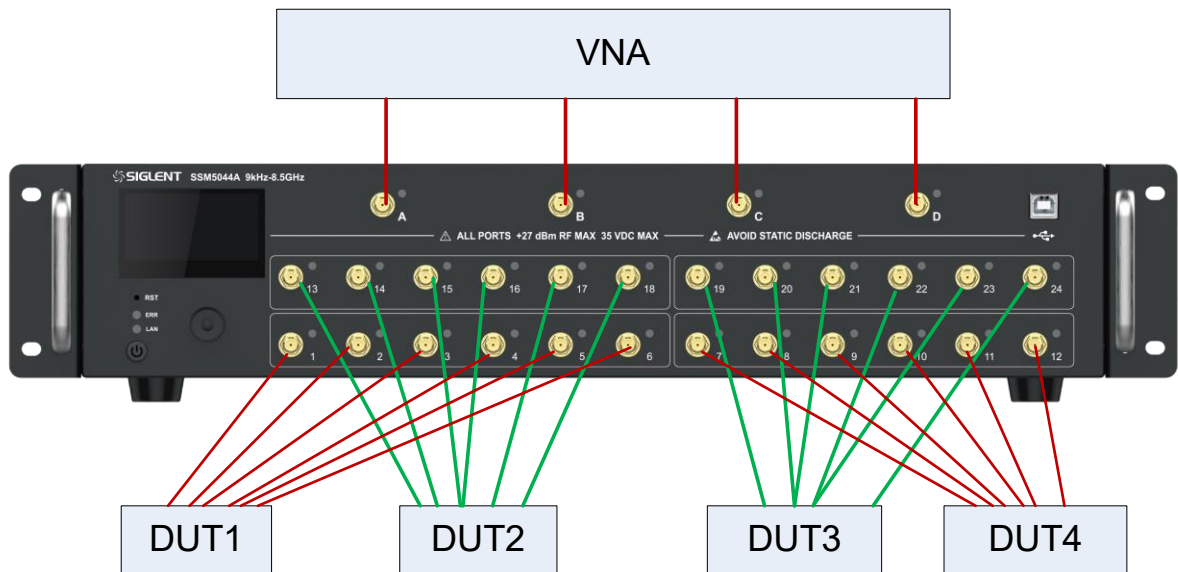 VNA
SIGLENT SSM5044A 9kHz-8.5GHz
A B C D
ALL PORTS +27 dBm RF MAX 35 VDC MAX AVOID STATIC DISCHARGE
13 14 15 16 17 18 19 20 21 22 23 24
RST
ERR
LAN
1 2 3 4 5 6 7 8 9 10 11 12
DUT1 DUT2 DUT3 DUT4